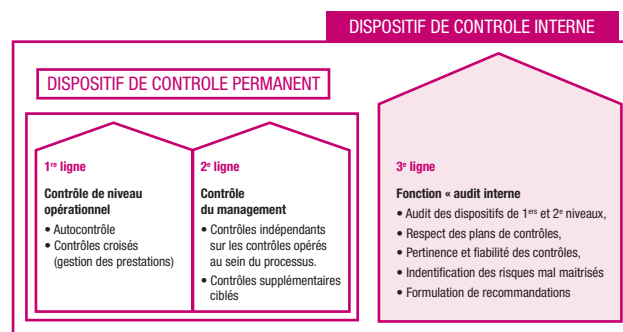 DISPOSITIF DE CONTROLE INTERNE
DISPOSITIF DE CONTROLE PERMANENT
1re ligne
Contrôle de niveau
opérationnel
• Autocontrôle
• Contrôles croisés
(gestion des prestations)
2e ligne
Contrôle
du management
• Contrôles indépendants
sur les contrôles opérés
au sein du processus.
• Contrôles supplémentaires
ciblés
3e ligne
Fonction « audit interne
• Audit des dispositifs de 1ers et 2e niveaux,
• Respect des plans de contrôles,
• Pertinence et fiabilité des contrôles,
• Indentification des risques mal maitrisés
• Formulation de recommandations